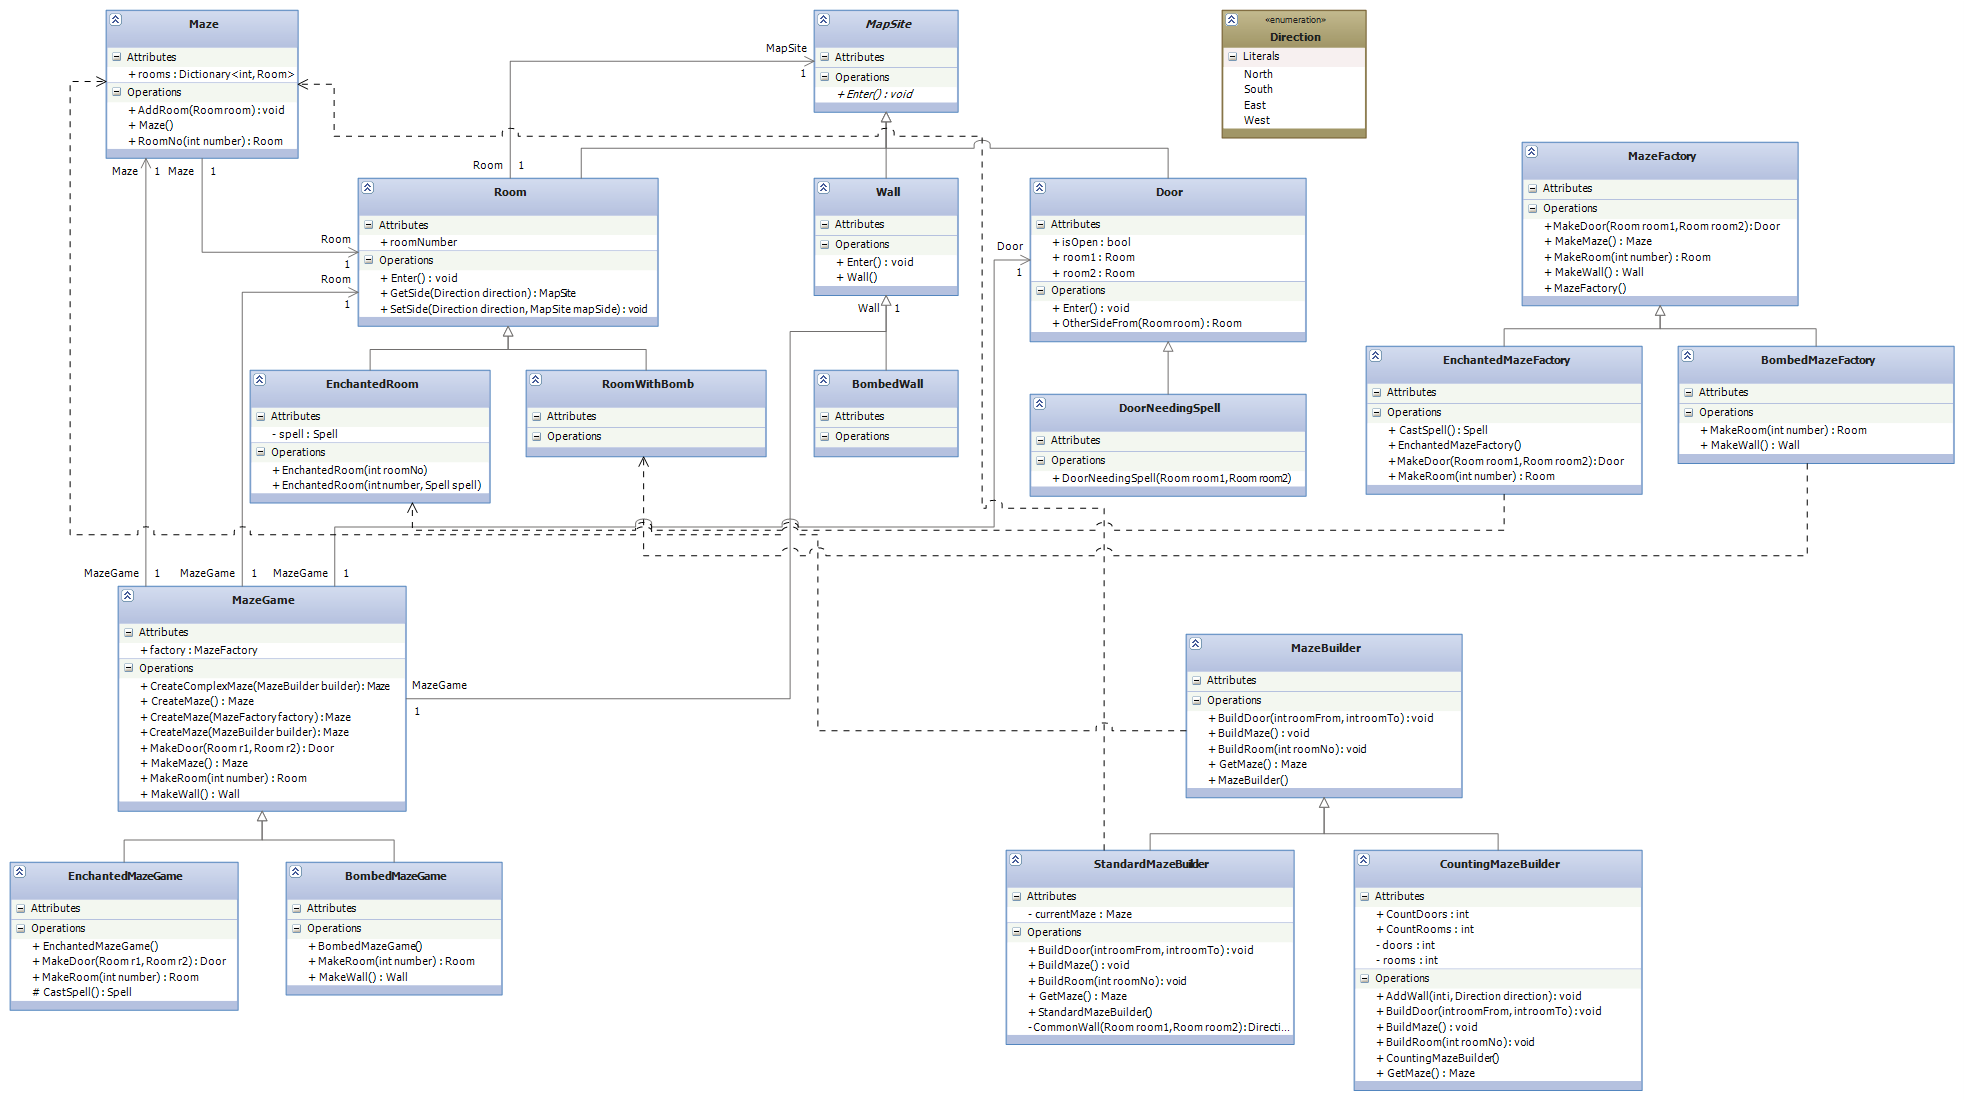 Maze
Attributes
+ rooms : Dictionary<int, Room>
Operations
+ AddRoom(Room room) : void
+ Maze()
+ RoomNo(int number) : Room
MapSite
Attributes
Operations
+ Enter() : void
«enumeration»
Direction
Literals
North
South
East
West
MapSite
1
Room 1
Maze 1
Maze 1
Room
1
Room
1
Room
Attributes
+ roomNumber
Operations
+ Enter() : void
+ GetSide(Direction direction) : MapSite
+ SetSide(Direction direction, MapSite mapSide) : void
Wall
Attributes
Operations
+ Enter() : void
+ Wall()
Wall 1
Door
1
Door
Attributes
+ isOpen : bool
+ room1 : Room
+ room2 : Room
Operations
+ Enter() : void
+ OtherSideFrom(Room room) : Room
MazeFactory
Attributes
Operations
+ MakeDoor(Room room1, Room room2) : Door
+ MakeMaze() : Maze
+ MakeRoom(int number) : Room
+ MakeWall() : Wall
+ MazeFactory()
EnchantedRoom
Attributes
- spell : Spell
Operations
+ EnchantedRoom(int roomNo)
+ EnchantedRoom(int number, Spell spell)
RoomWithBomb
Attributes
Operations
BombedWall
Attributes
Operations
DoorNeedingSpell
Attributes
Operations
+ DoorNeedingSpell(Room room1, Room room2)
EnchantedMazeFactory
Attributes
Operations
+ CastSpell() : Spell
+ EnchantedMazeFactory()
+ MakeDoor(Room room1, Room room2) : Door
+ MakeRoom(int number) : Room
BombedMazeFactory
Attributes
Operations
+ MakeRoom(int number) : Room
+ MakeWall() : Wall
MazeGame 1
MazeGame 1
MazeGame 1
MazeGame
Attributes
+ factory : MazeFactory
Operations
+ CreateComplexMaze(MazeBuilder builder) : Maze
+ CreateMaze() : Maze
+ CreateMaze(MazeFactory factory) : Maze
+ CreateMaze(MazeBuilder builder) : Maze
+ MakeDoor(Room r1, Room r2) : Door
+ MakeMaze() : Maze
+ MakeRoom(int number) : Room
+ MakeWall() : Wall
MazeGame
1
MazeBuilder
Attributes
Operations
+ BuildDoor(int roomFrom, int roomTo) : void
+ BuildMaze() : void
+ BuildRoom(int roomNo) : void
+ GetMaze() : Maze
+ MazeBuilder()
EnchantedMazeGame
Attributes
Operations
+ EnchantedMazeGame()
+ MakeDoor(Room r1, Room r2) : Door
+ MakeRoom(int number) : Room
# CastSpell() : Spell
BombedMazeGame
Attributes
Operations
+ BombedMazeGame()
+ MakeRoom(int number) : Room
+ MakeWall() : Wall
StandardMazeBuilder
Attributes
- currentMaze : Maze
Operations
+ BuildDoor(int roomFrom, int roomTo) : void
+ BuildMaze() : void
+ BuildRoom(int roomNo) : void
+ GetMaze() : Maze
+ StandardMazeBuilder()
- CommonWall(Room room1, Room room2) : Directi...
CountingMazeBuilder
Attributes
+ CountDoors : int
+ CountRooms : int
- doors : int
- rooms : int
Operations
+ AddWall(int i, Direction direction) : void
+ BuildDoor(int roomFrom, int roomTo) : void
+ BuildMaze() : void
+ BuildRoom(int roomNo) : void
+ CountingMazeBuilder()
+ GetMaze() : Maze